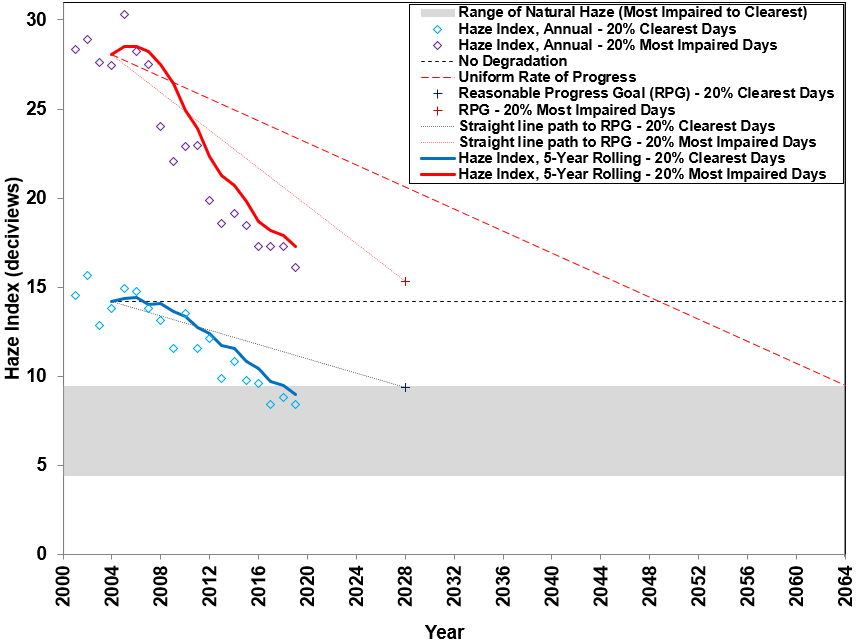 30
25
20
15
10
5
0
Haze Index (deciviews)
Range of Natural Haze (Most Impaired to Clearest)
Haze Index, Annual - 20% Clearest Days
Haze Index, Annual - 20% Most Impaired Days
No Degradation
Uniform Rate of Progress
Reasonable Progress Goal (RPG) - 20% Clearest Days
RPG - 20% Most Impaired Days
Straight line path to RPG - 20% Clearest Days
Straight line path to RPG - 20% Most Impaired Days
Haze Index, 5-Year Rolling - 20% Clearest Days
Haze Index, 5-Year Rolling - 20% Most Impaired Days
2000 2004 2008 2012 2016 2020 2024 2028 2032 2036 2040 2044 2048 2052 2056 2060 2064
Year